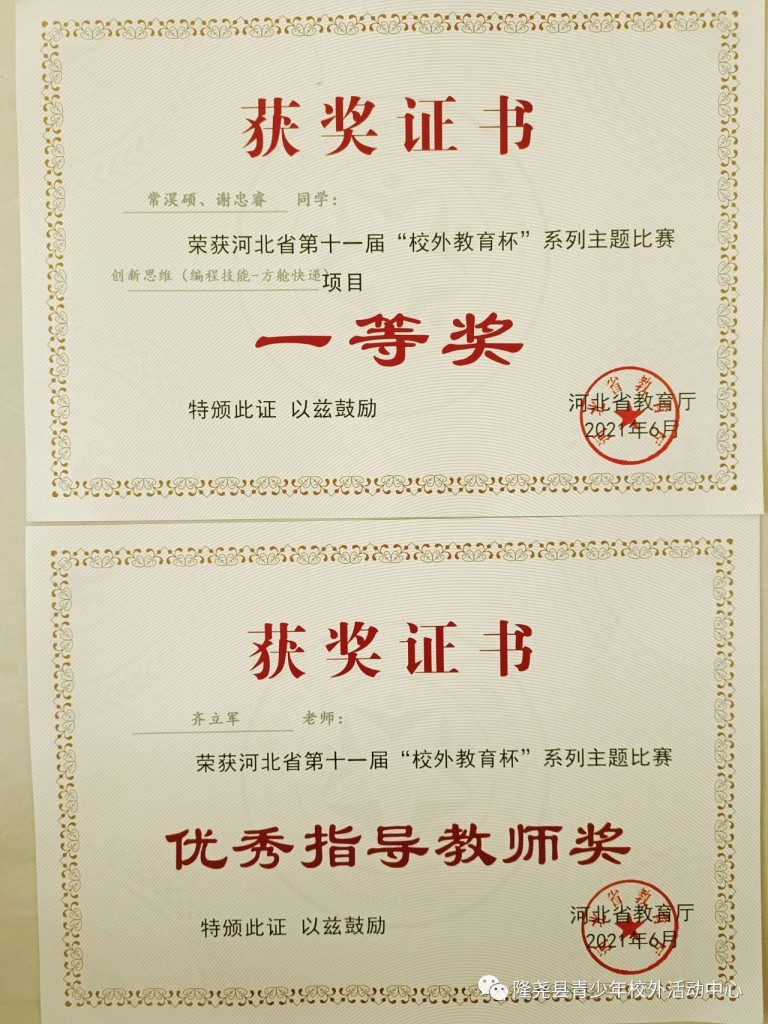 获奖证书
常淏硕、谢忠睿 同学：
荣获河北省第十一届“校外教育杯”系列主题比赛
创新思维（编程技能-方舱快递）项目
一等奖
特颁此证 以兹鼓励
河北省教育厅
2021年6月
获奖证书
齐立军 老师：
荣获河北省第十一届“校外教育杯”系列主题比赛
优秀指导教师奖
特颁此证 以兹鼓励
河北省教育厅
2021年6月
隆尧县青少年校外活动中心